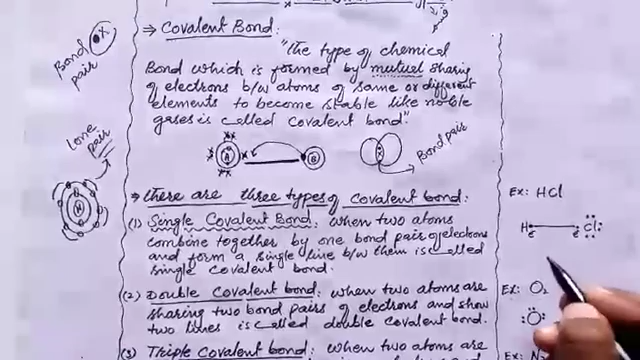 ⇒ Covalent Bond:
"The type of chemical
Bond which is formed by mutual sharing
of electrons b/w atoms of same or different
elements to become stable like noble
gases is called covalent bond"
Bond
pair
lone
pair
A
A
B
Bond pair
⇒ there are three types of covalent bond:
(1) Single Covalent Bond: when two atoms
combine together by one bond pair of electrons
and form a single line b/w them is called
single covalent bond.
(2) Double Covalent bond: when two atoms are
sharing two bond pairs of electrons and show
two lines is called double covalent bond.
(3) Triple Covalent bond: when two atoms are
Ex: HCl
H Cl
e e
Ex: O₂
O
Ex: